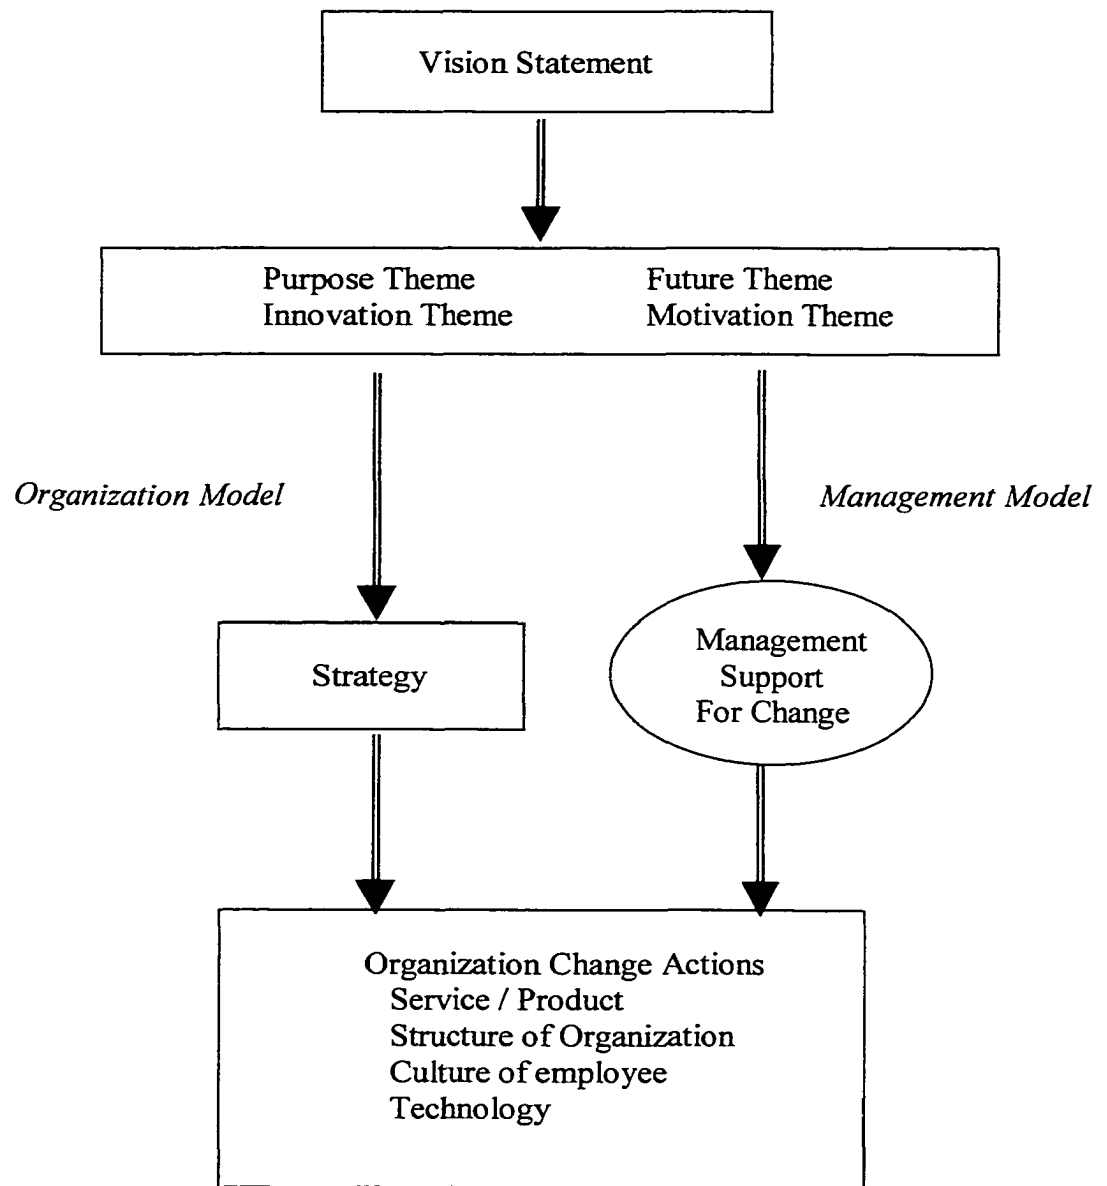 Vision Statement
Purpose Theme
Innovation Theme
Future Theme
Motivation Theme
Organization Model
Management Model
Strategy
Management
Support
For Change
Organization Change Actions
Service / Product
Structure of Organization
Culture of employee
Technology